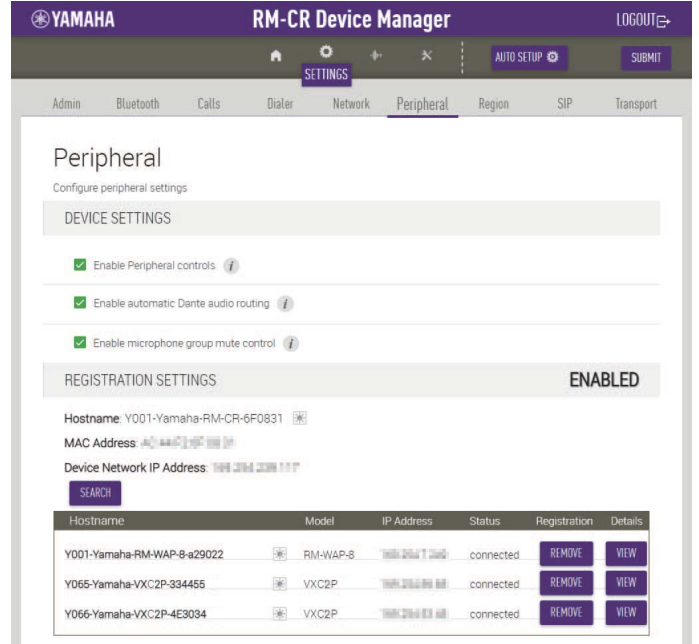 YAMAHA RM-CR Device Manager LOGOUT
SETTINGS AUTO SETUP SUBMIT
Admin Bluetooth Calls Dialer Network Peripheral Region SIP Transport
Peripheral
Configure peripheral settings
DEVICE SETTINGS
Enable Peripheral controls i
Enable automatic Dante audio routing i
Enable microphone group mute control i
REGISTRATION SETTINGS ENABLED
Hostname: Y001-Yamaha-RM-CR-6F0831
MAC Address:
Device Network IP Address:
SEARCH
Hostname Model IP Address Status Registration Details
Y001-Yamaha-RM-WAP-8-a29022 RM-WAP-8 connected REMOVE VIEW
Y065-Yamaha-VXC2P-334455 VXC2P connected REMOVE VIEW
Y066-Yamaha-VXC2P-4E3034 VXC2P connected REMOVE VIEW